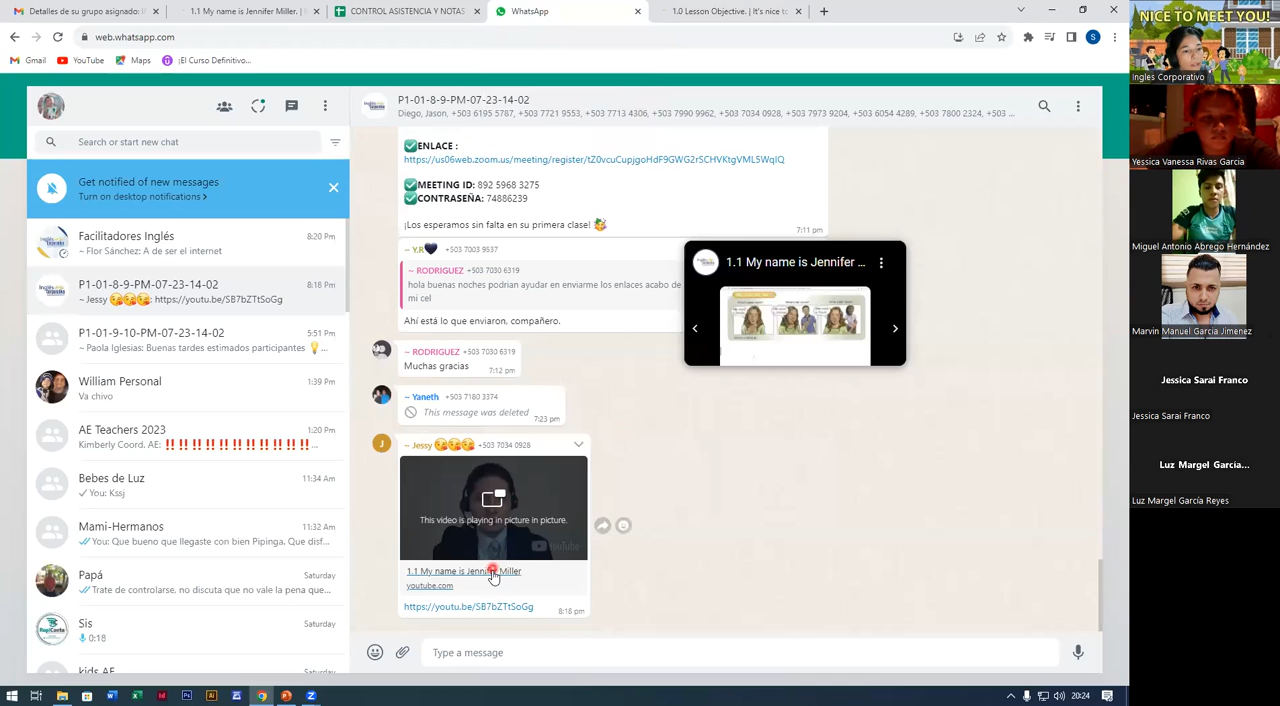 Detalles de su grupo asignado: I
1.1 My name is Jennifer Miller. |
CONTROL ASISTENCIA Y NOTAS
WhatsApp
1.0 Lesson Objective. | It's nice to
web.whatsapp.com
Gmail
YouTube
Maps
¡El Curso Definitivo...
Search or start new chat
Get notified of new messages
Turn on desktop notifications >
Facilitadores Inglés
8:20 Pm
~ Flor Sánchez: A de ser el internet
P1-01-8-9-PM-07-23-14-02
8:18 Pm
~ Jessy 😘😘😘: https://youtu.be/SB7bZTtSoGg
P1-01-9-10-PM-07-23-14-02
5:51 Pm
~ Paola Iglesias: Buenas tardes estimados participantes 💡...
William Personal
1:39 Pm
Va chivo
AE Teachers 2023
1:20 Pm
Kimberly Coord. AE: ‼️‼️‼️‼️‼️‼️‼️‼️‼️‼️‼️...
Bebes de Luz
11:34 Am
You: Kssj
Mami-Hermanos
11:32 Am
You: Que bueno que llegaste con bien Pipinga, Que disf...
Papá
Saturday
Trate de controlarse, no discuta que no vale la pena que...
Sis
Saturday
0:18
kids AF
Saturday
P1-01-8-9-PM-07-23-14-02
Diego, Jason, +503 6195 5787, +503 7721 9553, +503 7713 4306, +503 7990 9962, +503 7034 0928, +503 7973 9204, +503 6054 4289, +503 7800 2324, +503 ...
✅ENLACE :
https://us06web.zoom.us/meeting/register/tZ0vcuCupjgoHdF9GWG2rSCHVKtgVML5WqIQ
✅MEETING ID: 892 5968 3275
✅CONTRASEÑA: 74886239
¡Los esperamos sin falta en su primera clase!
7:11 pm
~ Y.R🖤 +503 7003 9537
~ RODRIGUEZ +503 7030 6319
hola buenas noches podrian ayudar en enviarme los enlaces acabo de
mi cel
Ahí está lo que enviaron, compañero.
~ RODRIGUEZ +503 7030 6319
Muchas gracias
7:12 pm
~ Yaneth +503 7180 3374
This message was deleted
7:23 pm
J
~ Jessy 😘😘😘 +503 7034 0928
This video is playing in picture in picture.
YouTube
1.1 My name is Jennifer Miller
youtube.com
https://youtu.be/SB7bZTtSoGg
8:18 pm
1.1 My name is Jennifer ...
Type a message
NICE TO MEET YOU!
Ingles Corporativo
Yessica Vanessa Rivas Garcia
Miguel Antonio Abrego Hernández
Marvin Manuel García Jimenez
Jessica Sarai Franco
Jessica Sarai Franco
Luz Margel García...
Luz Margel García Reyes
20:24